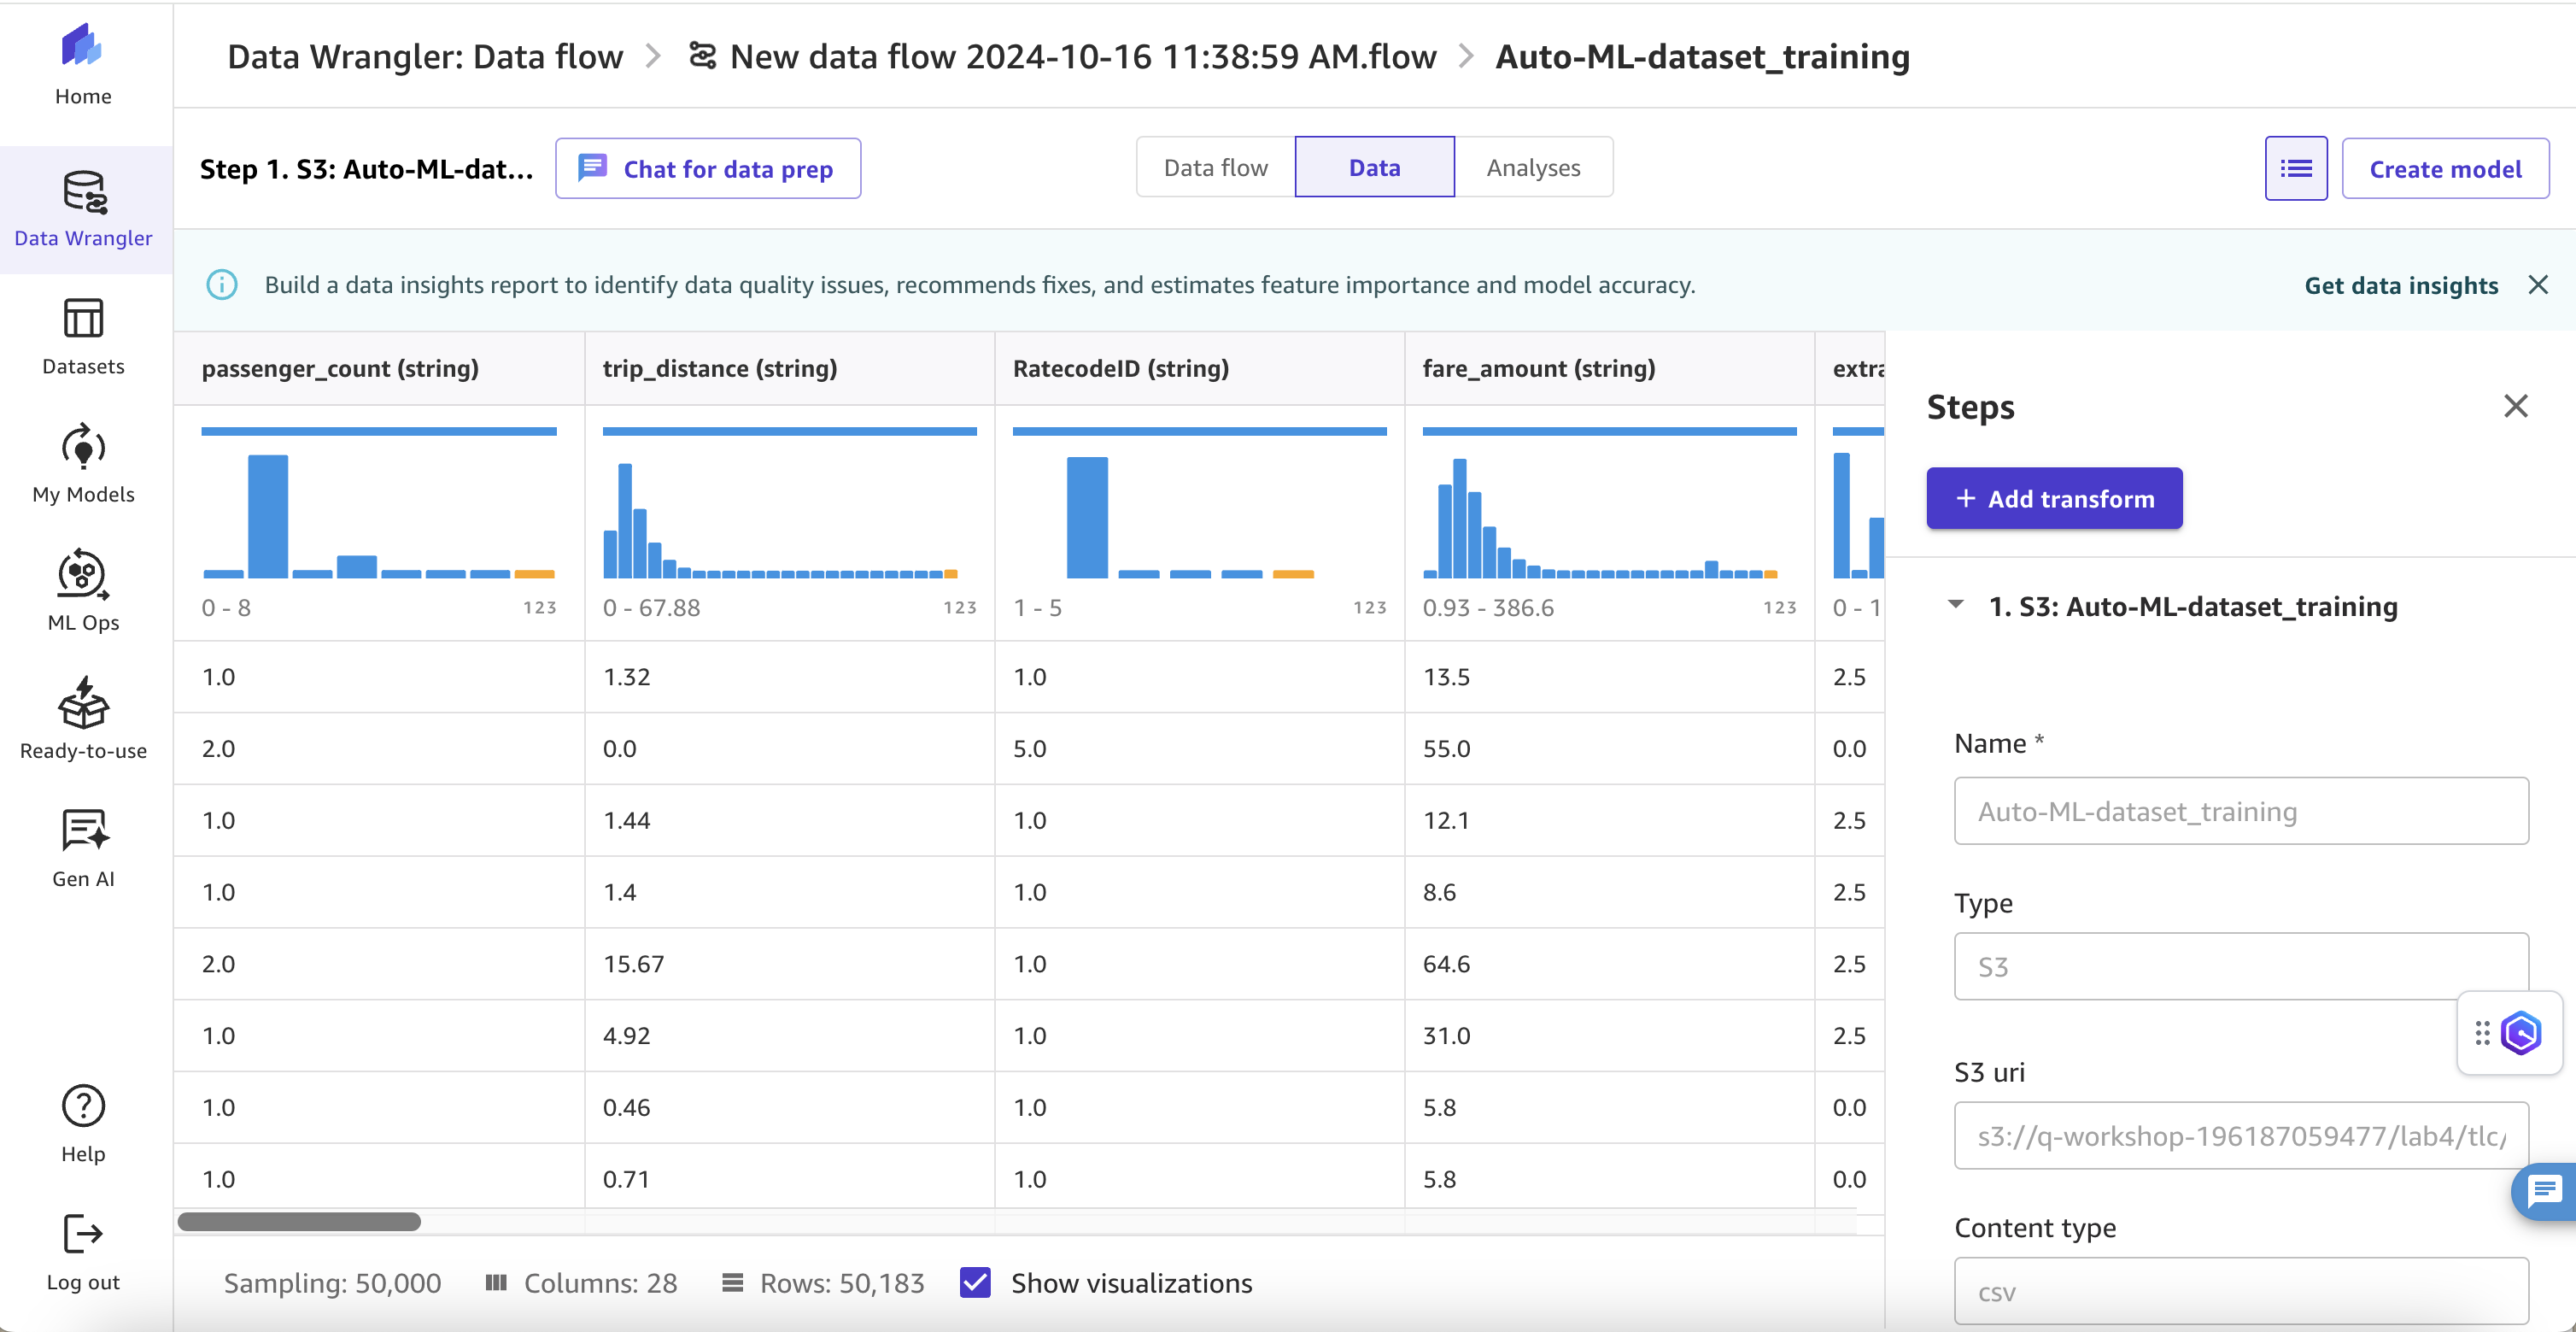 Home
Data Wrangler
Datasets
My Models
ML Ops
Ready-to-use
Gen AI
Help
Log out
Data Wrangler: Data flow > New data flow 2024-10-16 11:38:59 AM.flow > Auto-ML-dataset_training
Step 1. S3: Auto-ML-dat... Chat for data prep Data flow Data Analyses Create model
Build a data insights report to identify data quality issues, recommends fixes, and estimates feature importance and model accuracy. Get data insights
passenger_count (string) trip_distance (string) RatecodeID (string) fare_amount (string) extra
0 - 8 123 0 - 67.88 123 1 - 5 123 0.93 - 386.6 123 0 - 1
1.0 1.32 1.0 13.5 2.5
2.0 0.0 5.0 55.0 0.0
1.0 1.44 1.0 12.1 2.5
1.0 1.4 1.0 8.6 2.5
2.0 15.67 1.0 64.6 2.5
1.0 4.92 1.0 31.0 2.5
1.0 0.46 1.0 5.8 0.0
1.0 0.71 1.0 5.8 0.0
Sampling: 50,000 Columns: 28 Rows: 50,183 Show visualizations
Steps
+ Add transform
1. S3: Auto-ML-dataset_training
Name *
Auto-ML-dataset_training
Type
S3
S3 uri
s3://q-workshop-196187059477/lab4/tlc/
Content type
csv